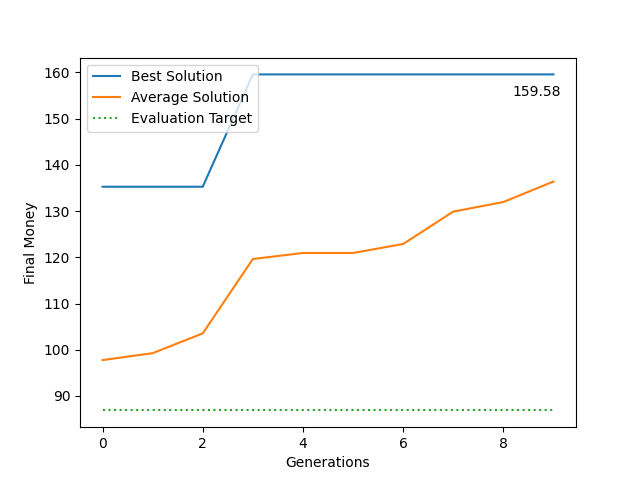 Best Solution
Average Solution
Evaluation Target
159.58
160
150
140
130
120
110
100
90
Final Money
0 2 4 6 8
Generations